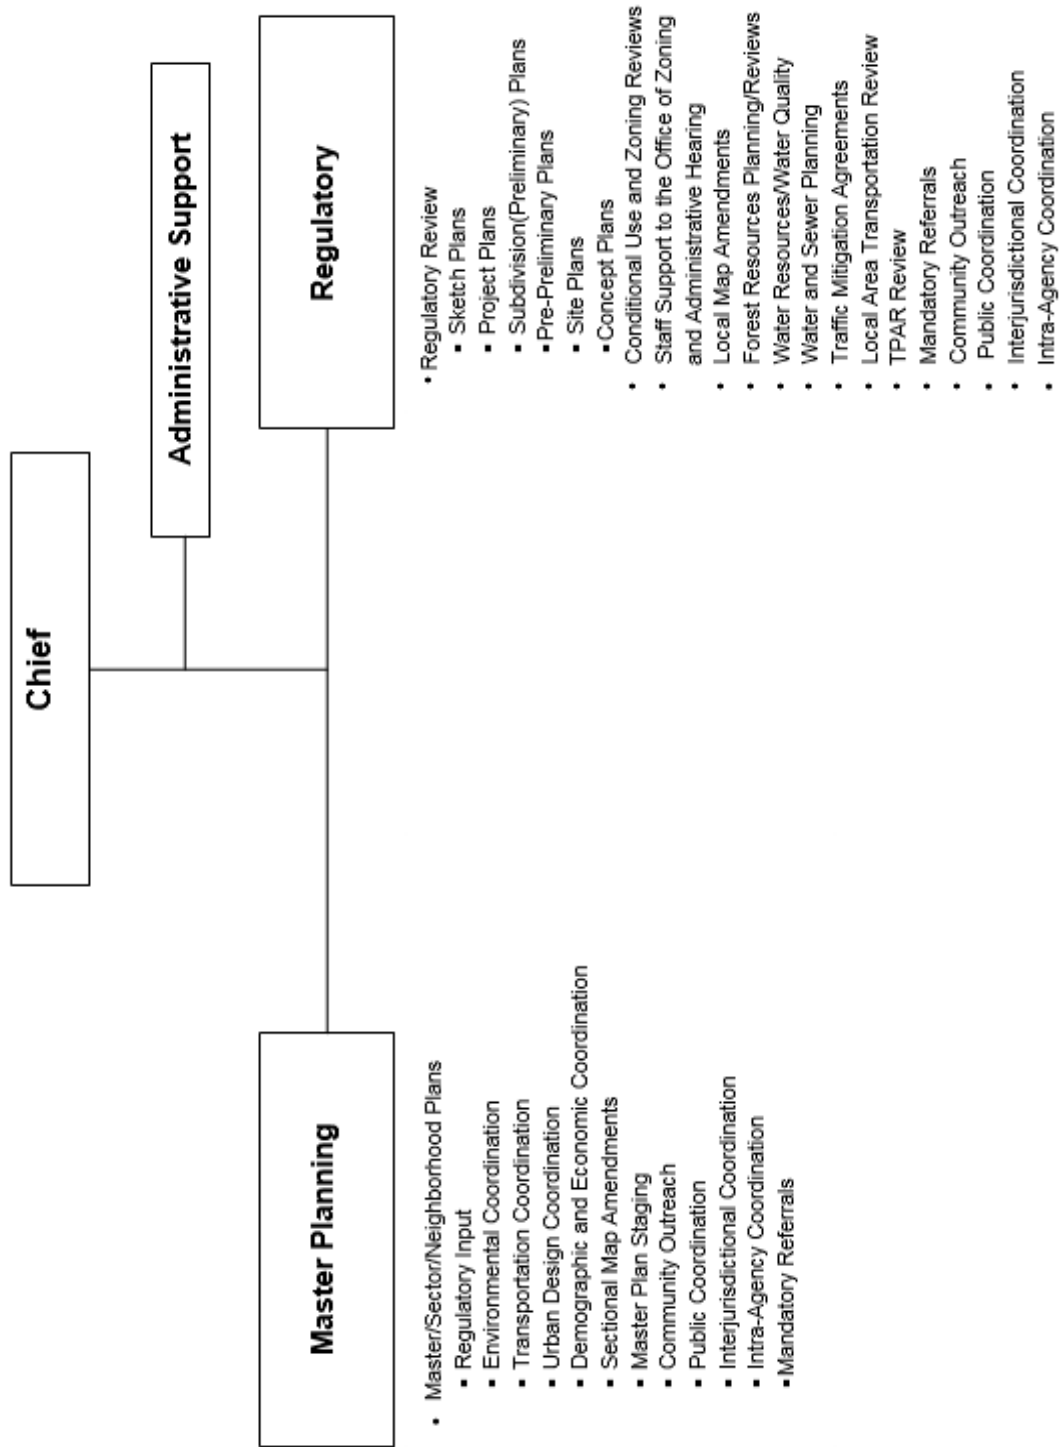 Chief
Administrative Support
Master Planning
• Master/Sector/Neighborhood Plans
▪ Regulatory Input
▪ Environmental Coordination
▪ Transportation Coordination
▪ Urban Design Coordination
▪ Demographic and Economic Coordination
▪ Sectional Map Amendments
▪ Master Plan Staging
▪ Community Outreach
▪ Public Coordination
▪ Interjurisdictional Coordination
▪ Intra-Agency Coordination
▪Mandatory Referrals
Regulatory
• Regulatory Review
▪ Sketch Plans
▪ Project Plans
▪ Subdivision(Preliminary) Plans
▪Pre-Preliminary Plans
▪ Site Plans
▪Concept Plans
• Conditional Use and Zoning Reviews
• Staff Support to the Office of Zoning
and Administrative Hearing
• Local Map Amendments
• Forest Resources Planning/Reviews
• Water Resources/Water Quality
• Water and Sewer Planning
• Traffic Mitigation Agreements
• Local Area Transportation Review
• TPAR Review
• Mandatory Referrals
• Community Outreach
• Public Coordination
• Interjurisdictional Coordination
• Intra-Agency Coordination